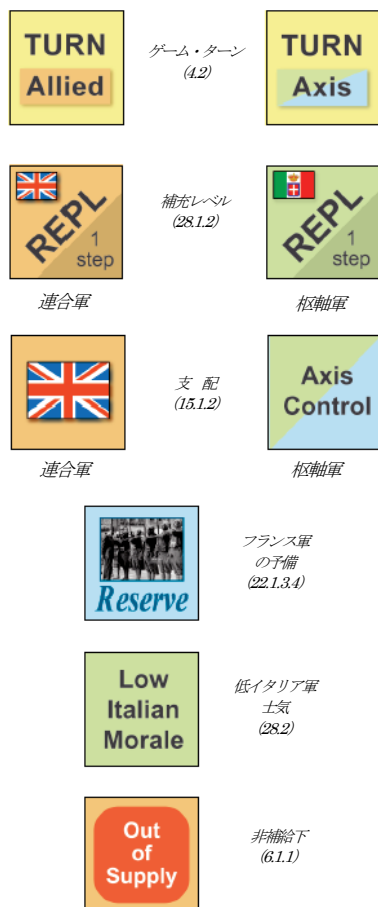 TURN
Allied
ゲーム・ターン
(4.2)
TURN
Axis
REPL
1
step
補充レベル
(28.1.2)
REPL
1
step
連合軍
枢軸軍
支 配
(15.1.2)
Axis
Control
連合軍
枢軸軍
Reserve
フランス軍
の予備
(22.1.3.4)
Low
Italian
Morale
低イタリア軍
士気
(28.2)
Out
of
Supply
非補給下
(6.1.1)